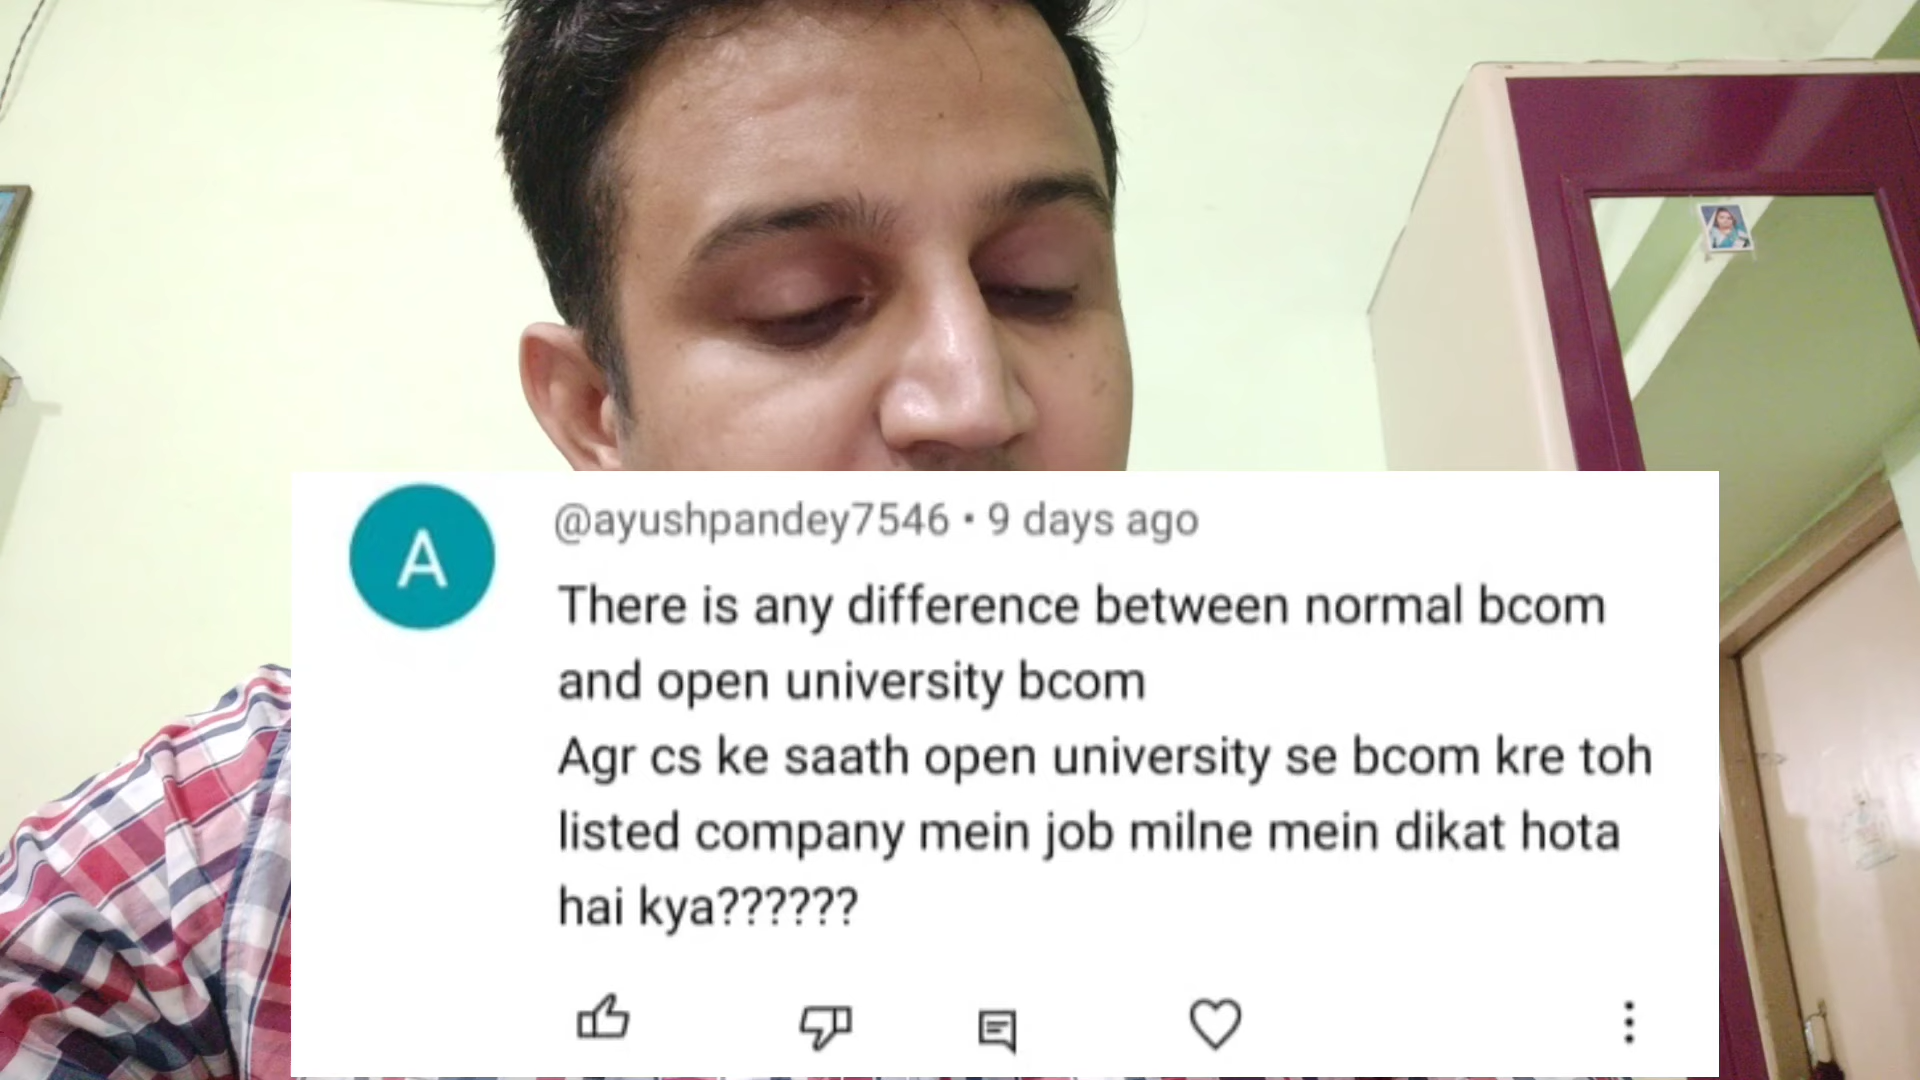 A
@ayushpandey7546 • 9 days ago
There is any difference between normal bcom
and open university bcom
Agr cs ke saath open university se bcom kre toh
listed company mein job milne mein dikat hota
hai kya??????